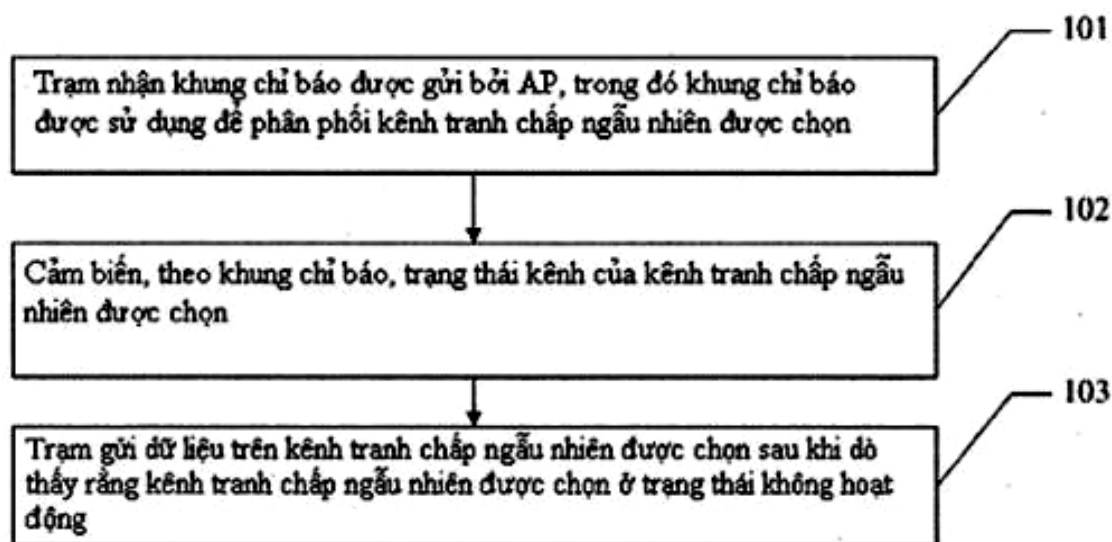 101
Trạm nhận khung chỉ báo được gửi bởi AP, trong đó khung chỉ báo
được sử dụng để phân phối kênh tranh chấp ngẫu nhiên được chọn
102
Cảm biến, theo khung chỉ báo, trạng thái kênh của kênh tranh chấp ngẫu
nhiên được chọn
103
Trạm gửi dữ liệu trên kênh tranh chấp ngẫu nhiên được chọn sau khi dò
thấy rằng kênh tranh chấp ngẫu nhiên được chọn ở trạng thái không hoạt
động